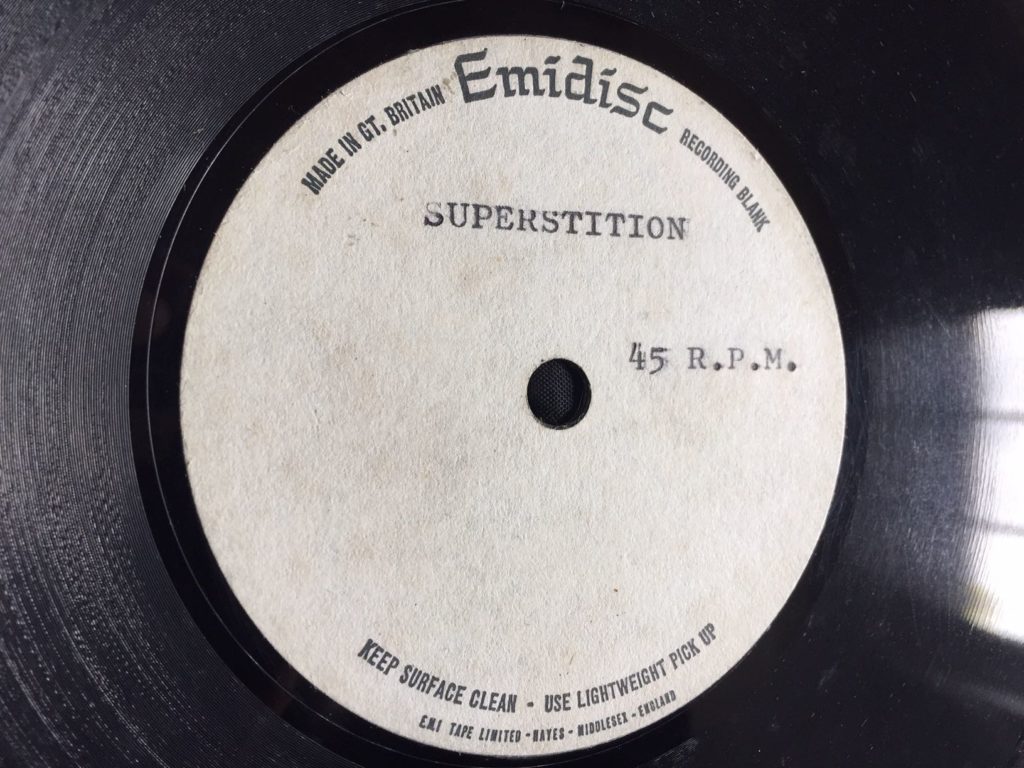 MADE IN GT. BRITAIN Emidisc RECORDING BLANK
SUPERSTITION
45 R.P.M.
KEEP SURFACE CLEAN - USE LIGHTWEIGHT PICK UP
EMI TAPE LIMITED - HAYES - MIDDLESEX - ENGLAND